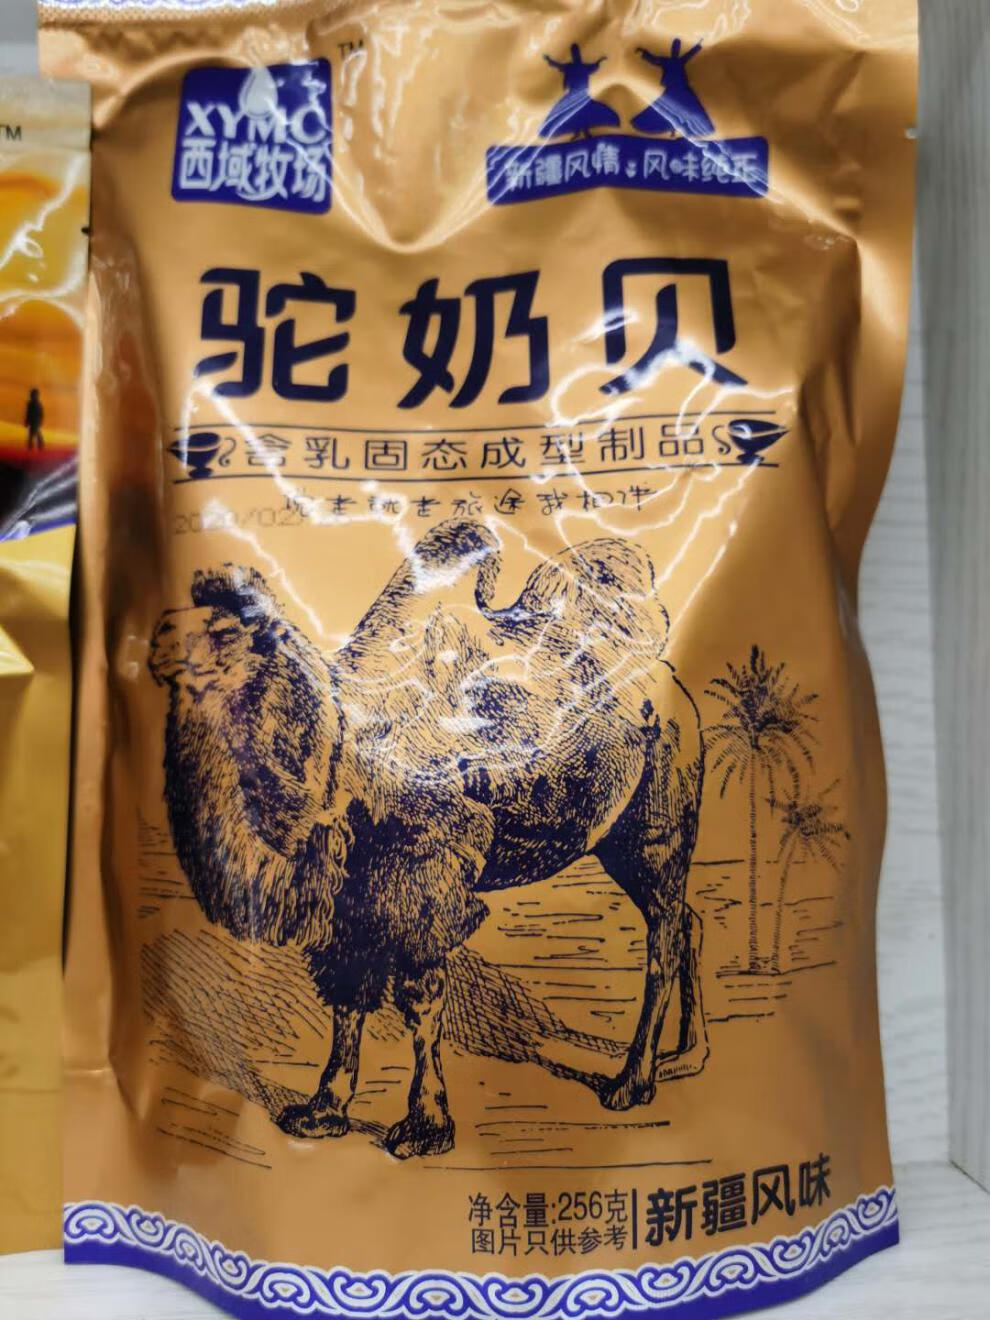 TM
XYMC
西域牧场
TM
新疆风情:风味纯正
驼奶贝
含乳固态成型制品
说走就走旅途我相伴
净含量:256克
图片只供参考
新疆风味